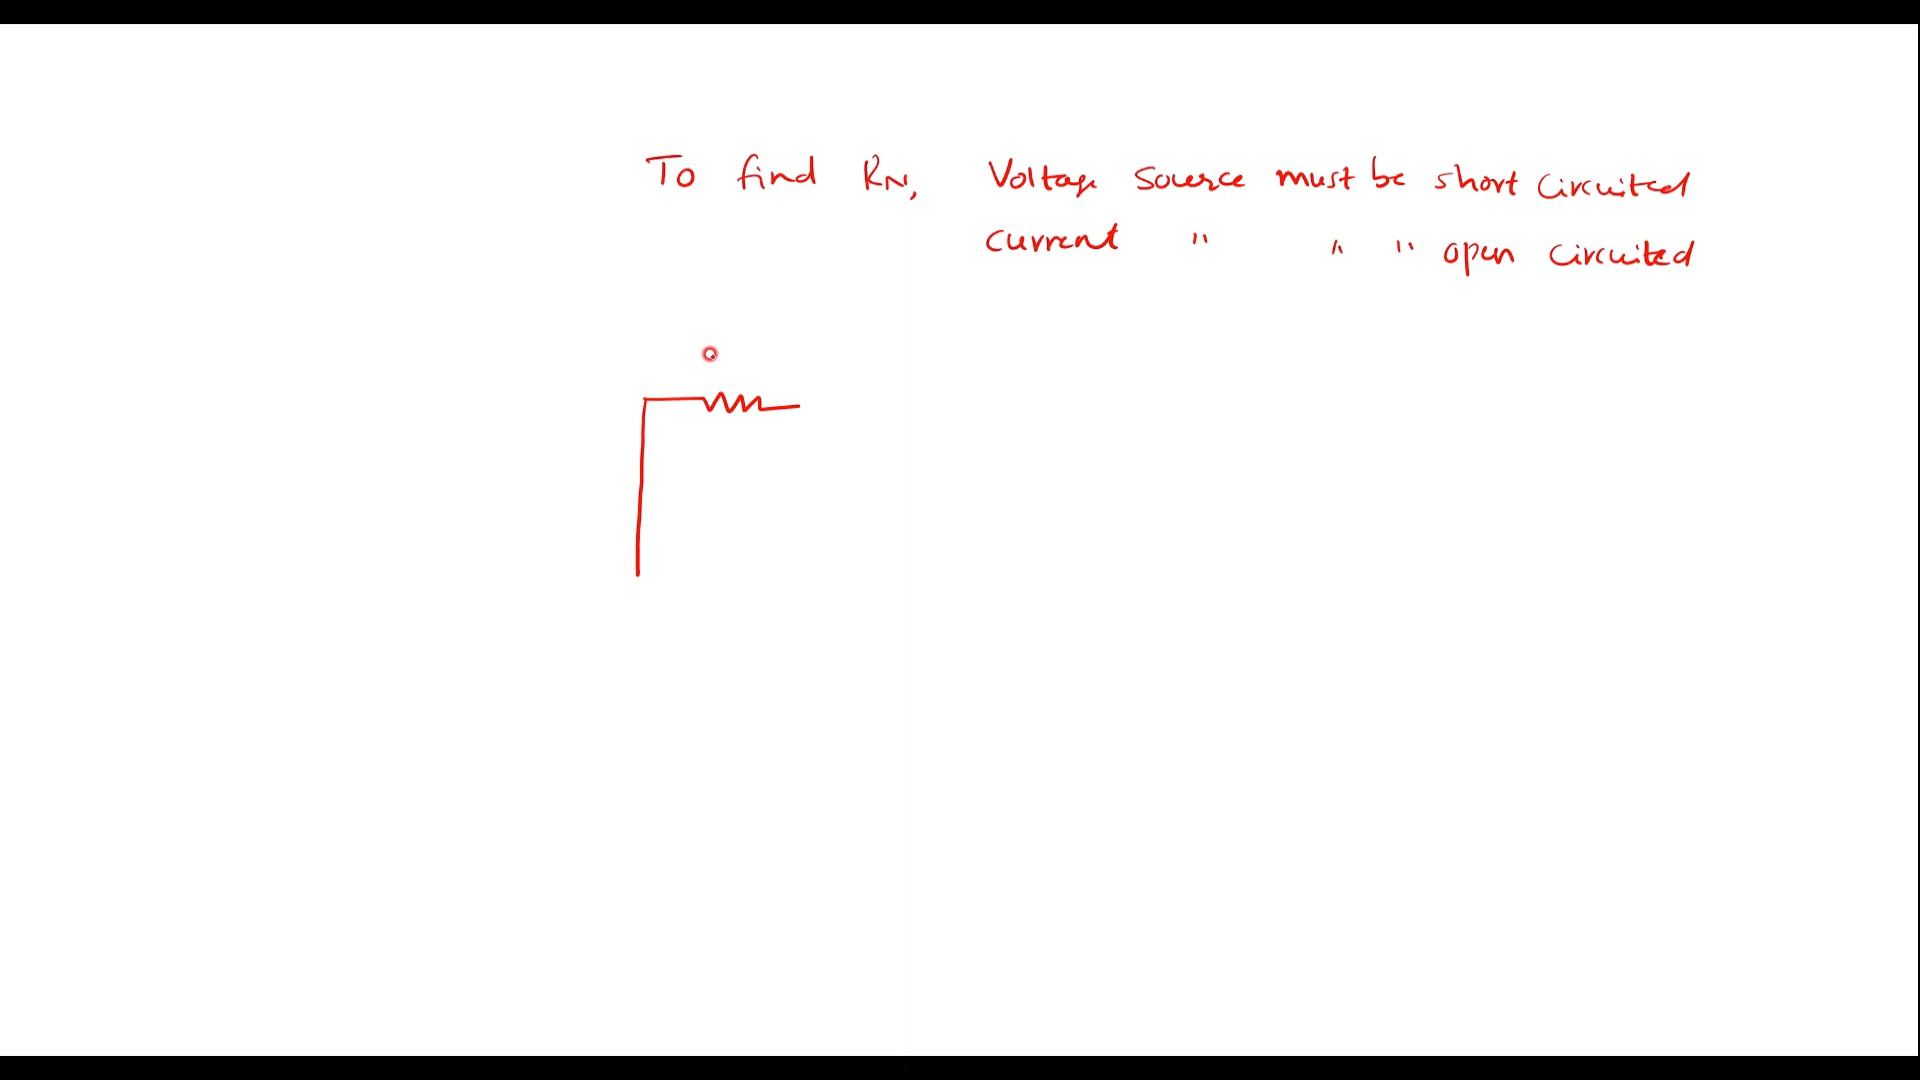 To find RN, Voltage source must be short circuited
current " " " open circuited